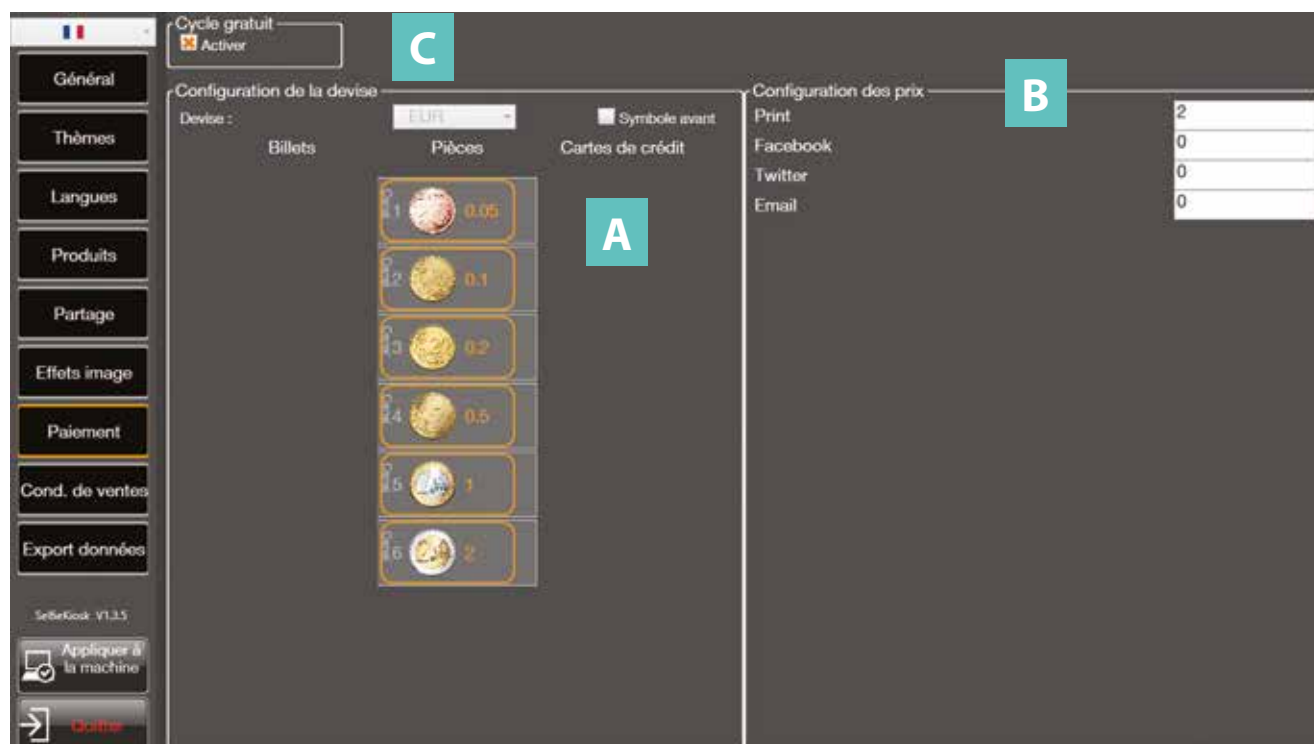 Cycle gratuit
Activer
C
Général
Thèmes
Langues
Produits
Partage
Effets image
Paiement
Cond. de ventes
Export données
SelfieKiosk V1.3.5
Appliquer à
la machine
Quitter
Configuration de la devise
Devise :
EUR
Symbole avant
Billets
Pièces
Cartes de crédit
A
1
0.05
2
0.1
3
0.2
4
0.5
5
1
6
2
Configuration des prix
B
Print
2
Facebook
0
Twitter
0
Email
0